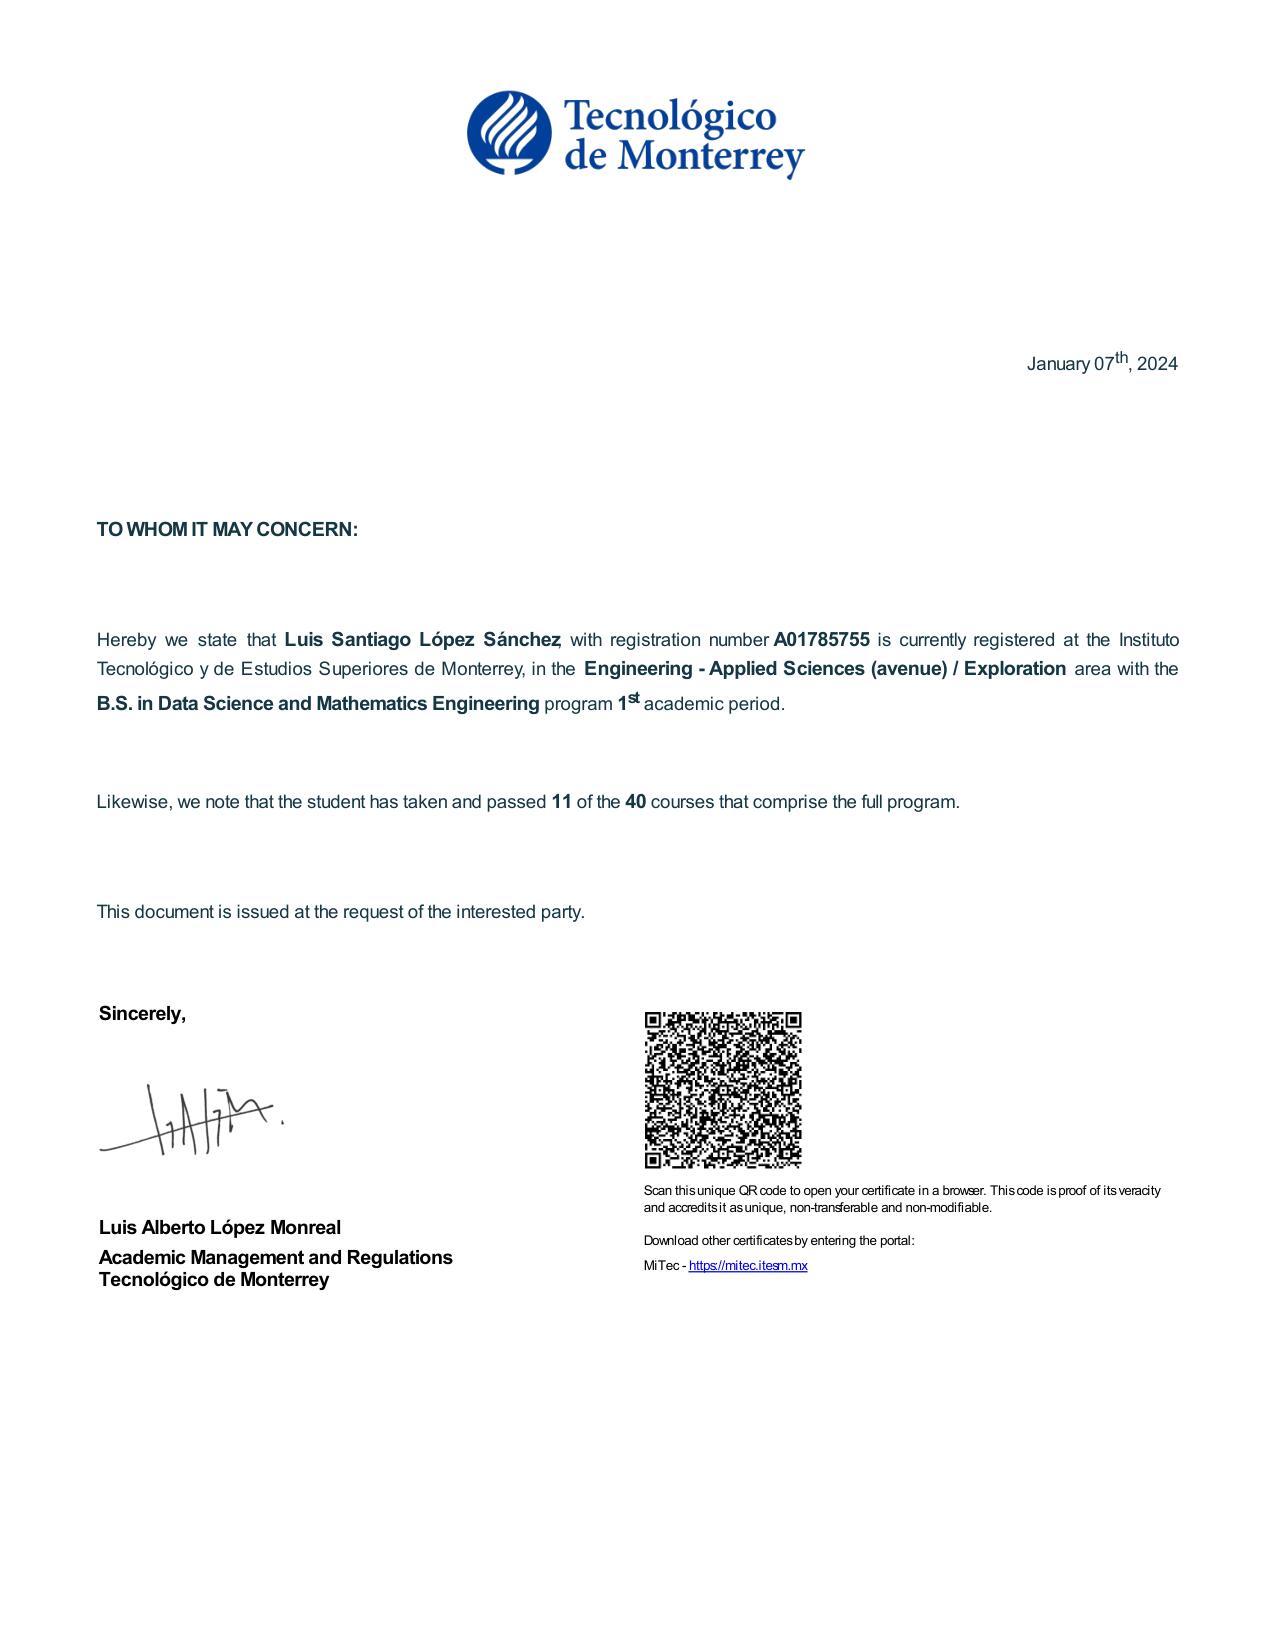 Tecnológico
de Monterrey
January 07th, 2024
TO WHOM IT MAY CONCERN:
Hereby we state that Luis Santiago López Sánchez, with registration number A01785755 is currently registered at the Instituto
Tecnológico y de Estudios Superiores de Monterrey, in the Engineering - Applied Sciences (avenue) / Exploration area with the
B.S. in Data Science and Mathematics Engineering program 1st academic period.
Likewise, we note that the student has taken and passed 11 of the 40 courses that comprise the full program.
This document is issued at the request of the interested party.
Sincerely,
Luis Alberto López Monreal
Academic Management and Regulations
Tecnológico de Monterrey
Scan this unique QR code to open your certificate in a browser. This code is proof of its veracity
and accredits it as unique, non-transferable and non-modifiable.
Download other certificates by entering the portal:
MiTec - https://mitec.itesm.mx